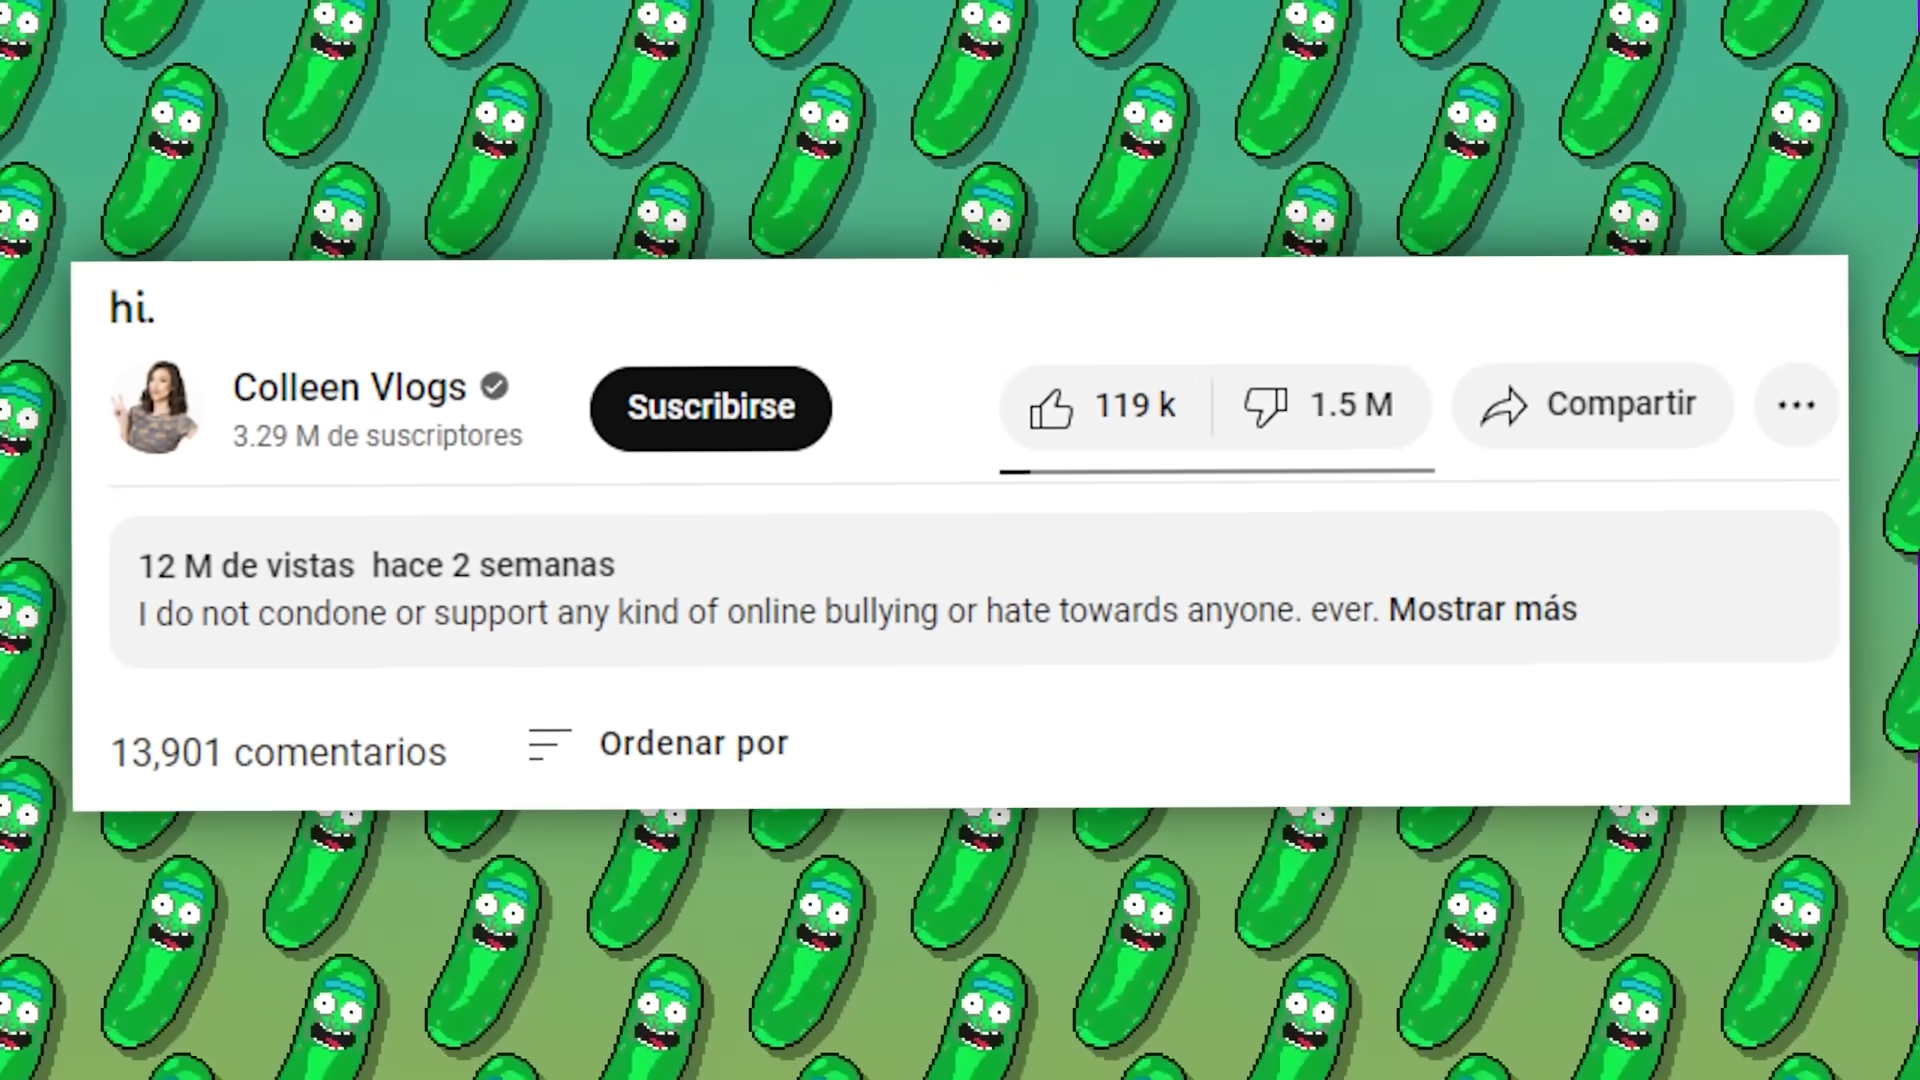 hi.
Colleen Vlogs
3.29 M de suscriptores
Suscribirse
119 k
1.5 M
Compartir
12 M de vistas hace 2 semanas
I do not condone or support any kind of online bullying or hate towards anyone. ever. Mostrar más
13,901 comentarios
Ordenar por